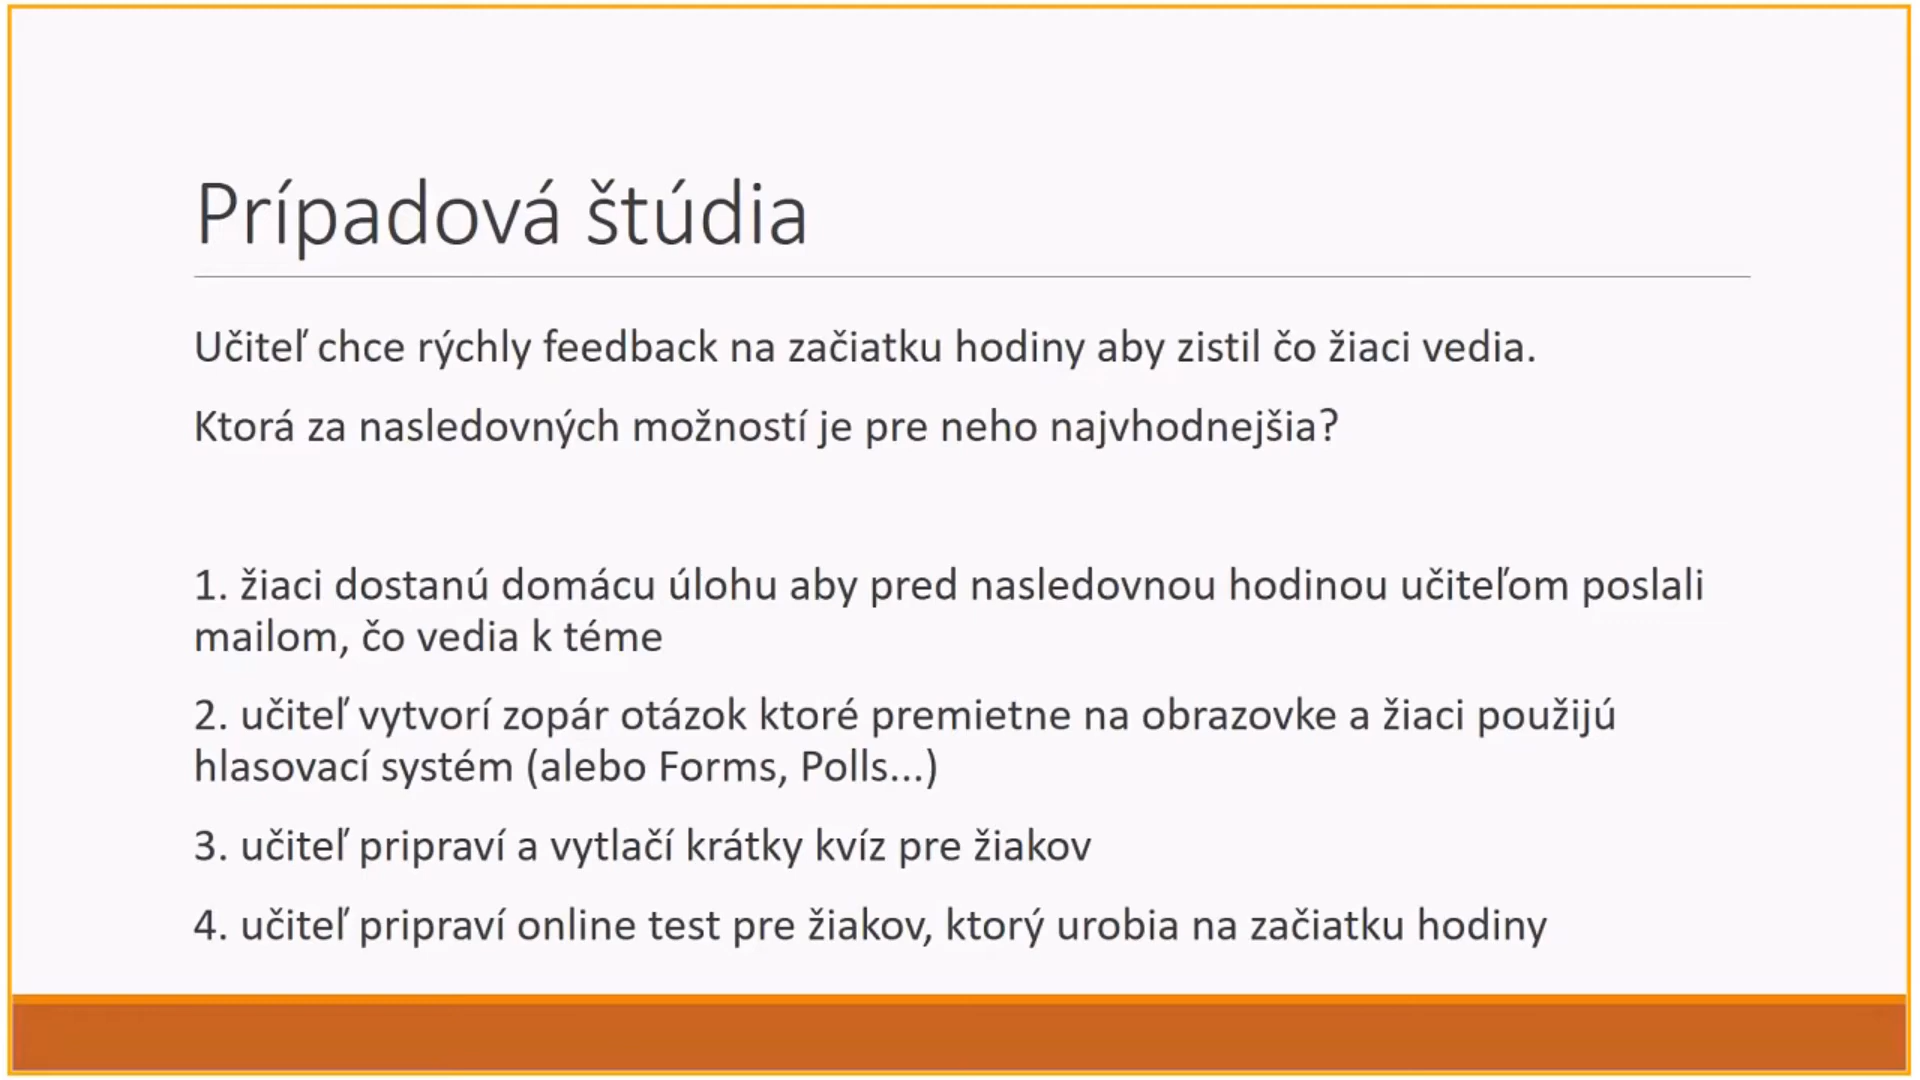 Prípadová štúdia
Učiteľ chce rýchly feedback na začiatku hodiny aby zistil čo žiaci vedia.
Ktorá za nasledovných možností je pre neho najvhodnejšia?
1. žiaci dostanú domácu úlohu aby pred nasledovnou hodinou učiteľom poslali
mailom, čo vedia k téme
2. učiteľ vytvorí zopár otázok ktoré premietne na obrazovke a žiaci použijú
hlasovací systém (alebo Forms, Polls...)
3. učiteľ pripraví a vytlačí krátky kvíz pre žiakov
4. učiteľ pripraví online test pre žiakov, ktorý urobia na začiatku hodiny